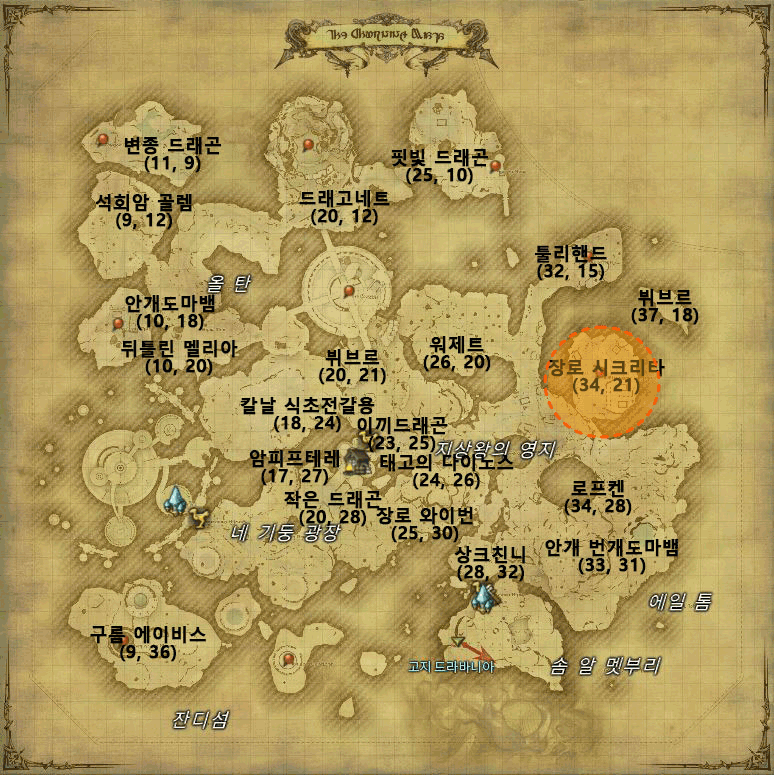 The Churning Mists
변종 드래곤
(11, 9)
핏빛 드래곤
(25, 10)
석회암 골렘
(9, 12)
드래고네트
(20, 12)
툴리핸드
(32, 15)
올 탄
뷔브르
(37, 18)
안개도마뱀
(10, 18)
뒤틀린 멜리아
(10, 20)
뷔브르
(20, 21)
워제트
(26, 20)
장로 시크리타
(34, 21)
칼날 식초전갈용
(18, 24)
이끼드래곤
(23, 25)
지상왕의 영지
암피프테레
(17, 27)
태고의 다이노스
(24, 26)
작은 드래곤
(20, 28)
장로 와이번
(25, 30)
로프켄
(34, 28)
네 기둥 광장
상크친니
(28, 32)
안개 번개도마뱀
(33, 31)
에일 톰
구름 에이비스
(9, 36)
고지 드라바니아
솜 알 멧부리
잔디섬